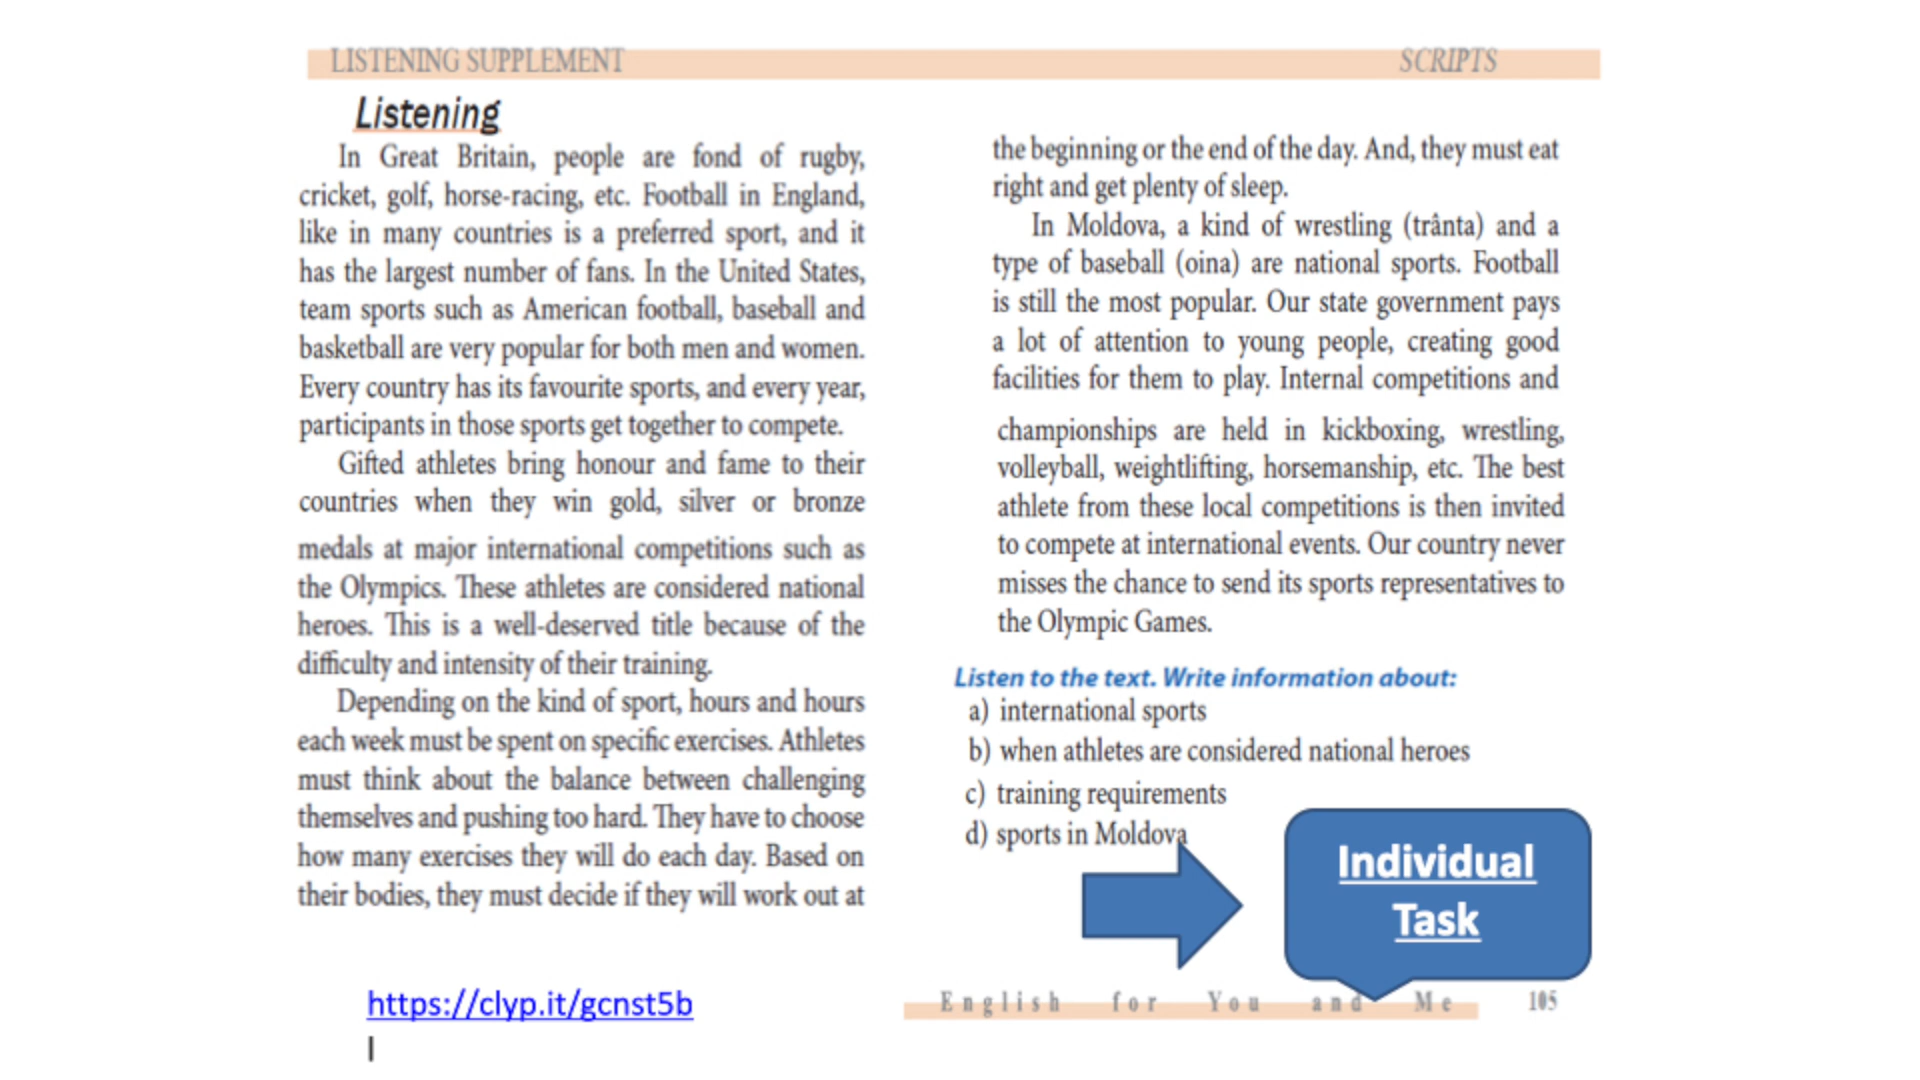 LISTENING SUPPLEMENT
SCRIPTS
Listening
In Great Britain, people are fond of rugby,
cricket, golf, horse-racing, etc. Football in England,
like in many countries is a preferred sport, and it
has the largest number of fans. In the United States,
team sports such as American football, baseball and
basketball are very popular for both men and women.
Every country has its favourite sports, and every year,
participants in those sports get together to compete.
Gifted athletes bring honour and fame to their
countries when they win gold, silver or bronze
medals at major international competitions such as
the Olympics. These athletes are considered national
heroes. This is a well-deserved title because of the
difficulty and intensity of their training.
Depending on the kind of sport, hours and hours
each week must be spent on specific exercises. Athletes
must think about the balance between challenging
themselves and pushing too hard. They have to choose
how many exercises they will do each day. Based on
their bodies, they must decide if they will work out at
the beginning or the end of the day. And, they must eat
right and get plenty of sleep.
In Moldova, a kind of wrestling (trântă) and a
type of baseball (oina) are national sports. Football
is still the most popular. Our state government pays
a lot of attention to young people, creating good
facilities for them to play. Internal competitions and
championships are held in kickboxing, wrestling,
volleyball, weightlifting, horsemanship, etc. The best
athlete from these local competitions is then invited
to compete at international events. Our country never
misses the chance to send its sports representatives to
the Olympic Games.
Listen to the text. Write information about:
a) international sports
b) when athletes are considered national heroes
c) training requirements
d) sports in Moldova
Individual
Task
https://clyp.it/gcnst5b
English for You and Me 105